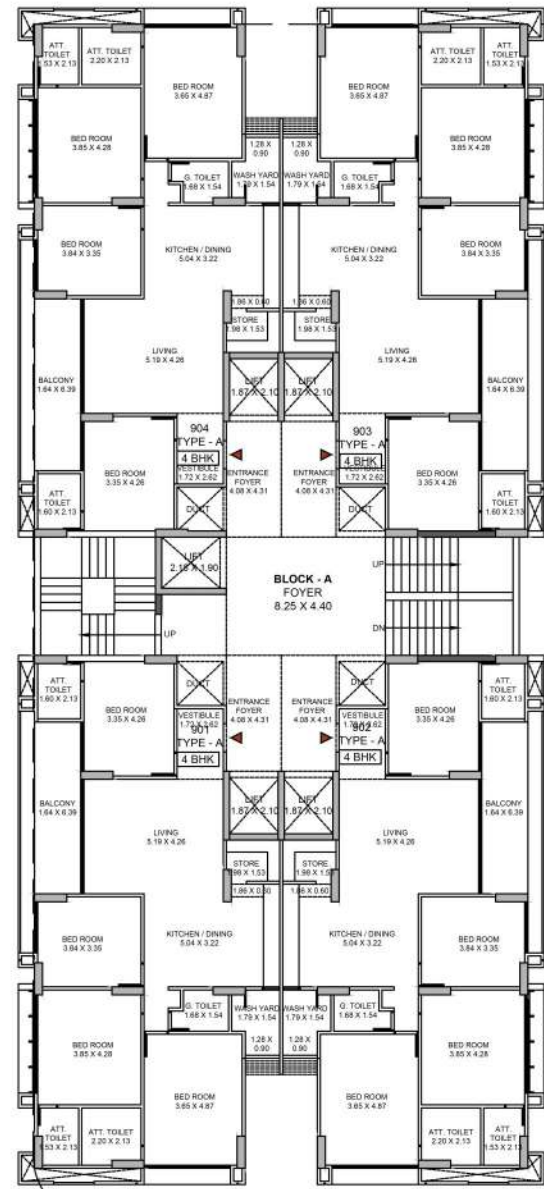 ATT.
TOILET
1.53 X 2.13
ATT. TOILET
2.20 X 2.13
BED ROOM
3.65 X 4.87
BED ROOM
3.65 X 4.87
ATT. TOILET
2.20 X 2.13
ATT.
TOILET
1.53 X 2.13
BED ROOM
3.85 X 4.28
1.28 X
0.90
1.28 X
0.90
BED ROOM
3.85 X 4.28
G. TOILET
1.68 X 1.54
WASH YARD
1.79 X 1.54
WASH YARD
1.79 X 1.54
G. TOILET
1.68 X 1.54
BED ROOM
3.84 X 3.35
KITCHEN / DINING
5.04 X 3.22
KITCHEN / DINING
5.04 X 3.22
BED ROOM
3.84 X 3.35
1.86 X 0.60
STORE
1.98 X 1.53
STORE
1.98 X 1.53
BALCONY
1.64 X 6.39
LIVING
5.19 X 4.26
LIFT
1.87 X 2.10
LIFT
1.87 X 2.10
LIVING
5.19 X 4.26
BALCONY
1.64 X 6.39
904
TYPE - A
4 BHK
VESTIBULE
1.72 X 2.62
903
TYPE - A
4 BHK
VESTIBULE
1.72 X 2.62
BED ROOM
3.35 X 4.26
ENTRANCE
FOYER
4.08 X 4.31
ENTRANCE
FOYER
4.08 X 4.31
BED ROOM
3.35 X 4.26
ATT.
TOILET
1.60 X 2.13
DUCT
DUCT
ATT.
TOILET
1.60 X 2.13
LIFT
2.15 X 1.90
BLOCK - A
FOYER
8.25 X 4.40
UP
DN
UP
ATT.
TOILET
1.60 X 2.13
BED ROOM
3.35 X 4.26
DUCT
ENTRANCE
FOYER
4.08 X 4.31
ENTRANCE
FOYER
4.08 X 4.31
DUCT
BED ROOM
3.35 X 4.26
ATT.
TOILET
1.60 X 2.13
VESTIBULE
1.72 X 2.62
901
TYPE - A
4 BHK
VESTIBULE
902
TYPE - A
4 BHK
BALCONY
1.64 X 6.39
LIVING
5.19 X 4.26
LIFT
1.87 X 2.10
LIFT
1.87 X 2.10
LIVING
5.19 X 4.26
BALCONY
1.64 X 6.39
STORE
1.98 X 1.53
STORE
1.98 X 1.53
1.86 X 0.60
1.86 X 0.60
BED ROOM
3.84 X 3.35
KITCHEN / DINING
5.04 X 3.22
KITCHEN / DINING
5.04 X 3.22
BED ROOM
3.84 X 3.35
G. TOILET
1.68 X 1.54
WASH YARD
1.79 X 1.54
WASH YARD
1.79 X 1.54
G. TOILET
1.68 X 1.54
BED ROOM
3.85 X 4.28
1.28 X
0.90
1.28 X
0.90
BED ROOM
3.85 X 4.28
BED ROOM
3.65 X 4.87
BED ROOM
3.65 X 4.87
ATT.
TOILET
1.53 X 2.13
ATT. TOILET
2.20 X 2.13
ATT. TOILET
2.20 X 2.13
ATT.
TOILET
1.53 X 2.13